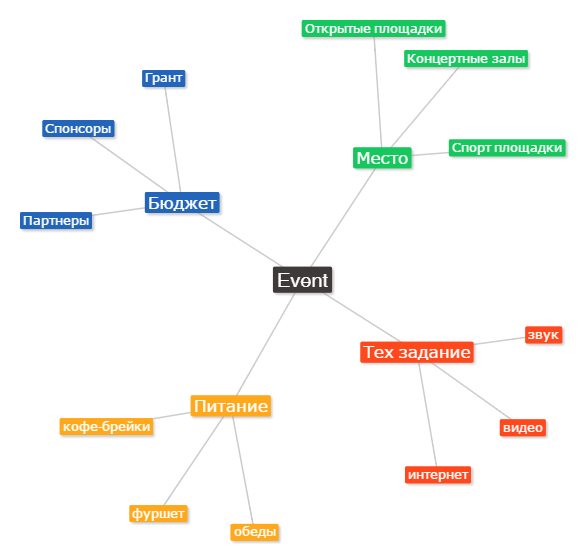 Открытые площадки
Концертные залы
Грант
Спонсоры
Спорт площадки
Место
Бюджет
Партнеры
Event
звук
Тех задание
Питание
кофе-брейки
видео
интернет
фуршет
обеды